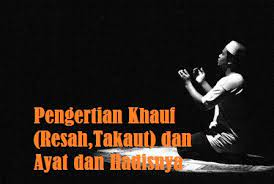 Pengertian Khauf
(Resah,Takaut) dan
Ayat dan Hadisnya